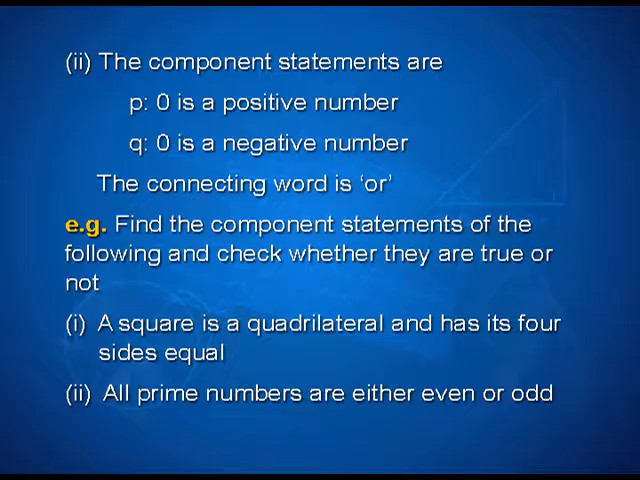 (ii) The component statements are
p: 0 is a positive number
q: 0 is a negative number
The connecting word is ‘or’
e.g. Find the component statements of the
following and check whether they are true or
not
(i) A square is a quadrilateral and has its four
sides equal
(ii) All prime numbers are either even or odd